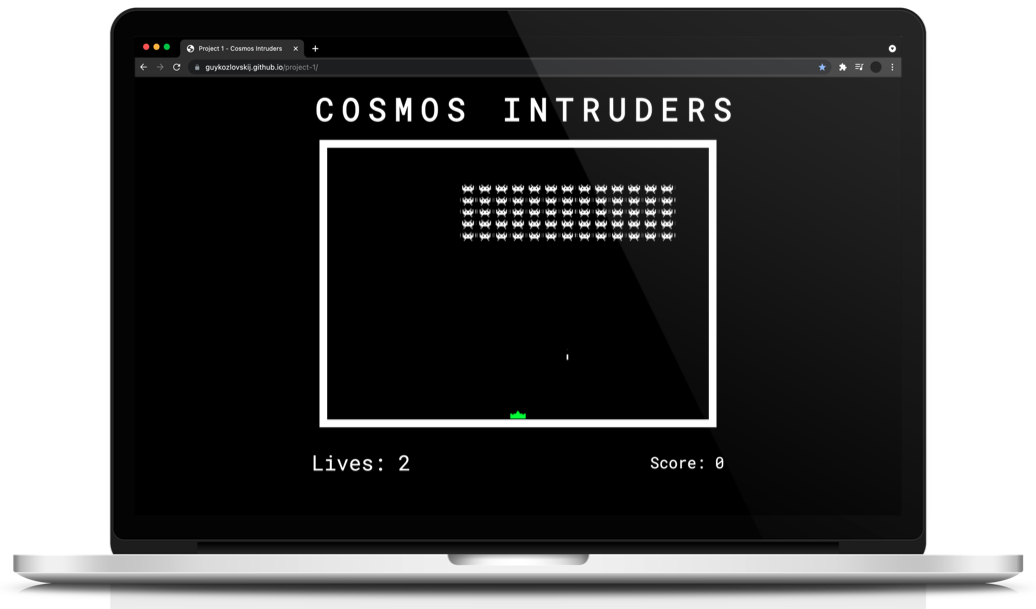 Project 1 - Cosmos Intruders
guykozlovskij.github.io/project-1/
COSMOS INTRUDERS
Lives: 2
Score: 0